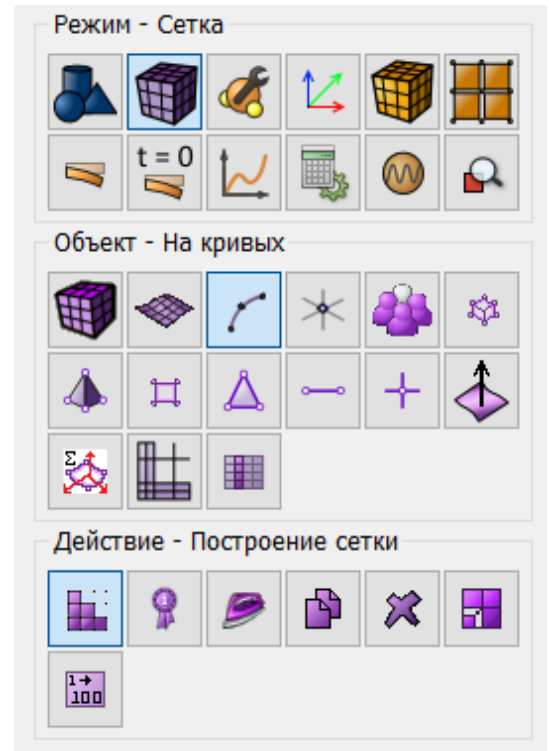 Режим - Сетка
t = 0
Объект - На кривых
Σ
Действие - Построение сетки
1→
100